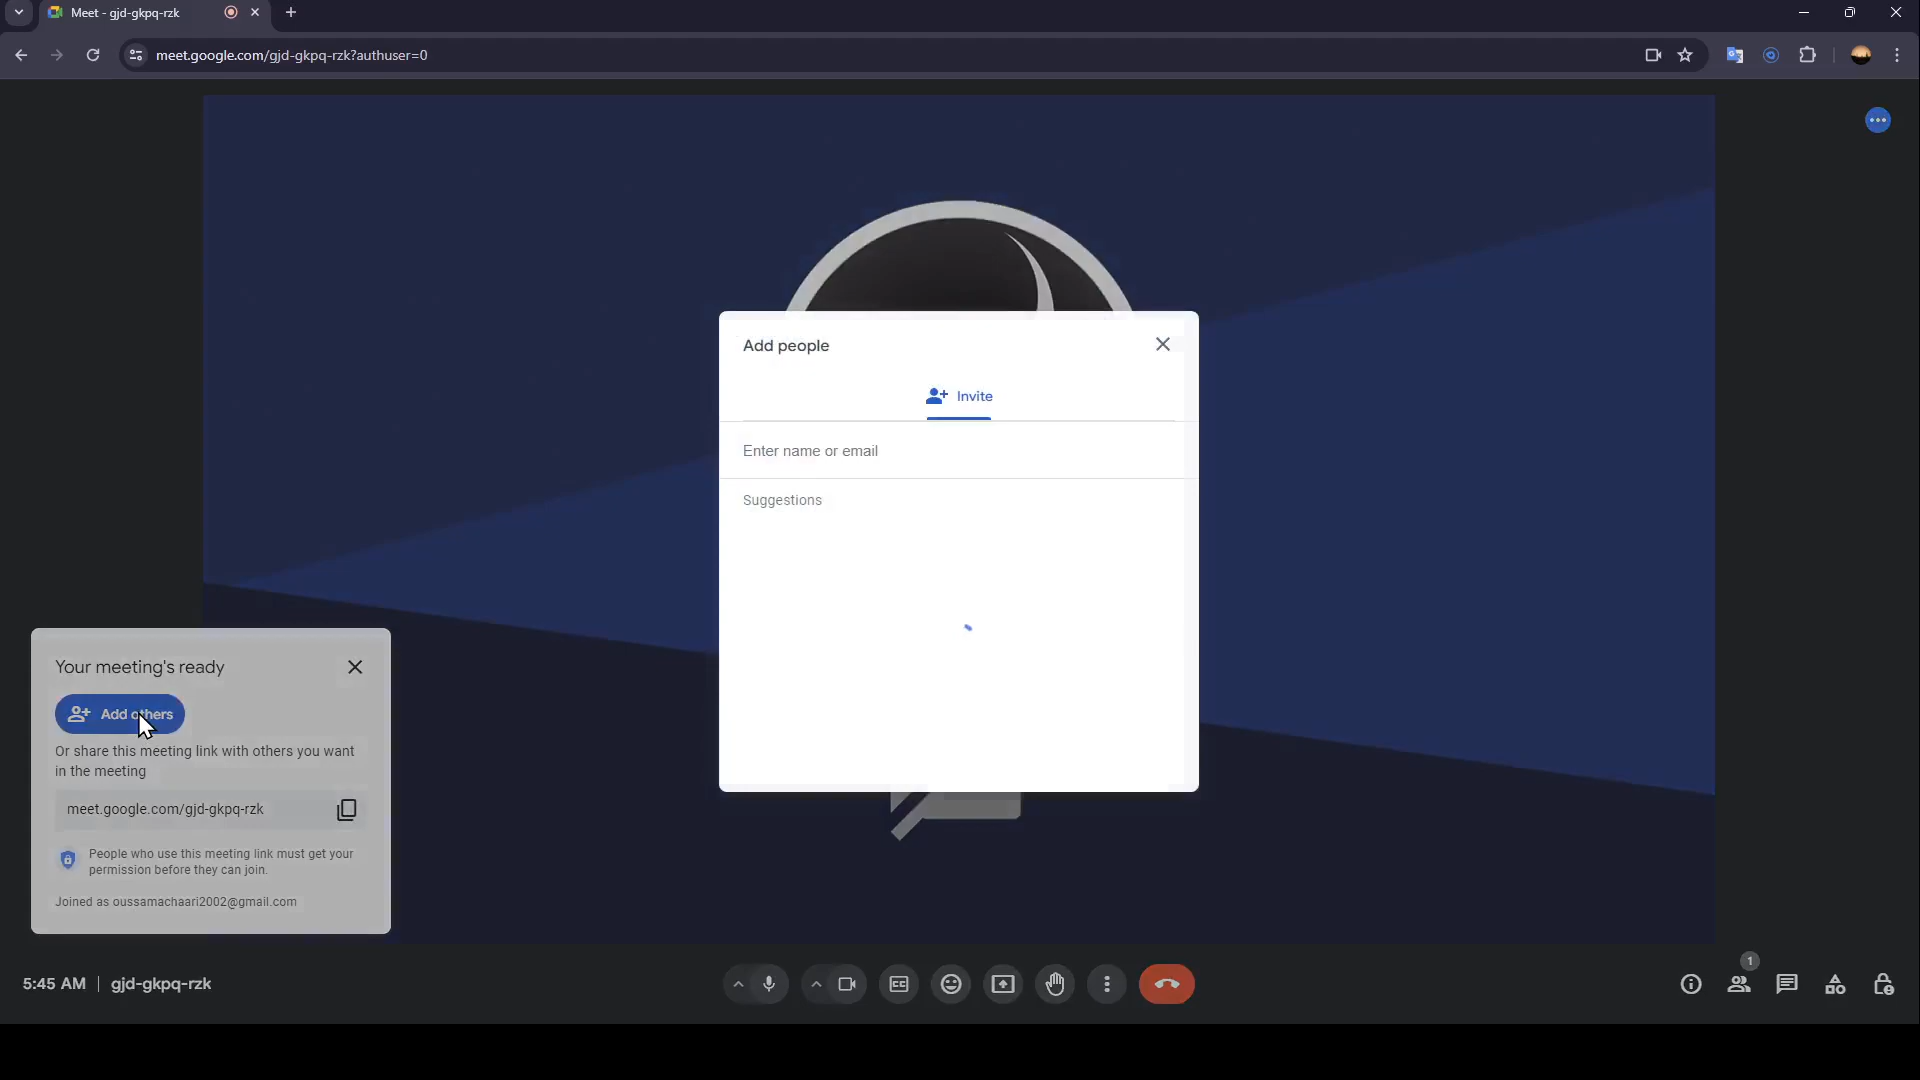 Meet - gjd-gkpq-rzk
meet.google.com/gjd-gkpq-rzk?authuser=0
Add people
Invite
Enter name or email
Suggestions
Your meeting's ready
Add others
Or share this meeting link with others you want
in the meeting
meet.google.com/gjd-gkpq-rzk
People who use this meeting link must get your
permission before they can join.
Joined as oussamachaari2002@gmail.com
5:45 AM | gjd-gkpq-rzk
CC
1